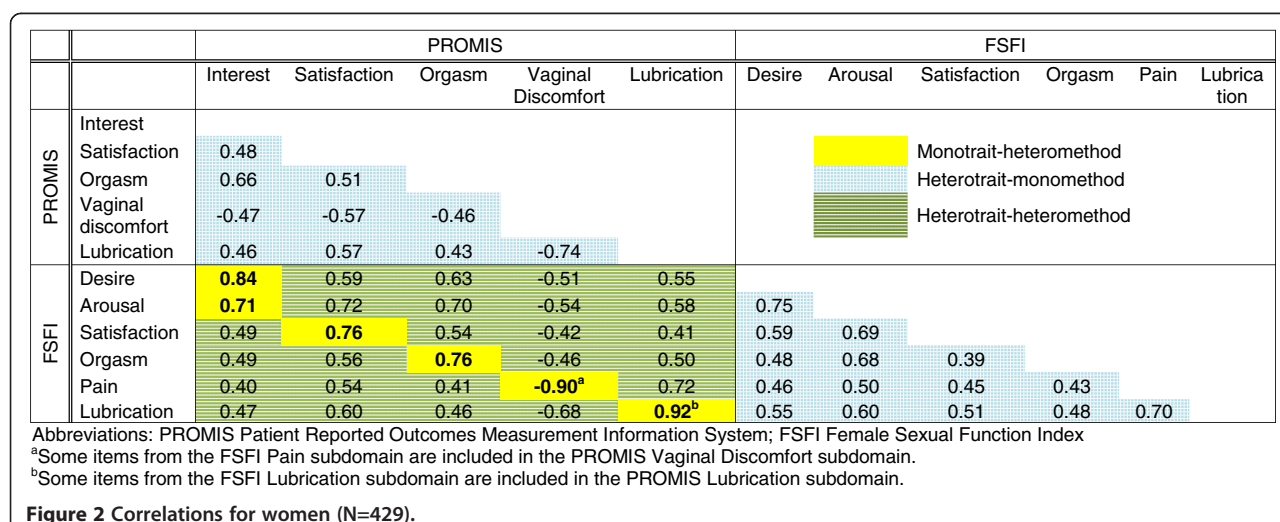 PROMIS FSFI
Interest Satisfaction Orgasm Vaginal Discomfort Lubrication Desire Arousal Satisfaction Orgasm Pain Lubrica tion
PROMIS
Interest
Satisfaction 0.48
Orgasm 0.66 0.51
Vaginal discomfort -0.47 -0.57 -0.46
Lubrication 0.46 0.57 0.43 -0.74
Monotrait-heteromethod
Heterotrait-monomethod
Heterotrait-heteromethod
FSFI
Desire 0.84 0.59 0.63 -0.51 0.55
Arousal 0.71 0.72 0.70 -0.54 0.58 0.75
Satisfaction 0.49 0.76 0.54 -0.42 0.41 0.59 0.69
Orgasm 0.49 0.56 0.76 -0.46 0.50 0.48 0.68 0.39
Pain 0.40 0.54 0.41 -0.90a 0.72 0.46 0.50 0.45 0.43
Lubrication 0.47 0.60 0.46 -0.68 0.92b 0.55 0.60 0.51 0.48 0.70
Abbreviations: PROMIS Patient Reported Outcomes Measurement Information System; FSFI Female Sexual Function Index
aSome items from the FSFI Pain subdomain are included in the PROMIS Vaginal Discomfort subdomain.
bSome items from the FSFI Lubrication subdomain are included in the PROMIS Lubrication subdomain.
Figure 2 Correlations for women (N=429).